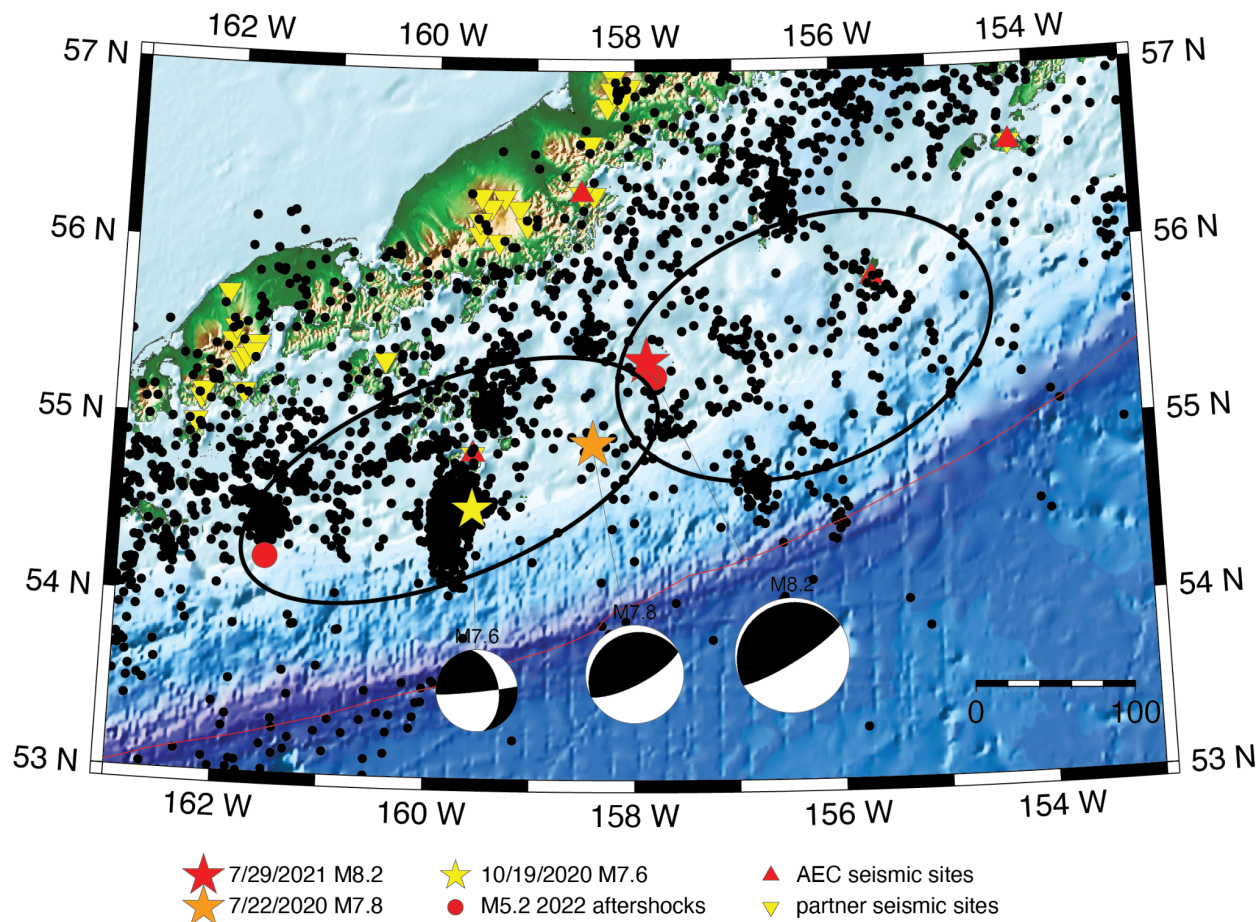 162 W 160 W 158 W 156 W 154 W
57 N 57 N
56 N 56 N
55 N 55 N
54 N 54 N
M8.2
M7.8
M7.6
0 100
53 N 53 N
162 W 160 W 158 W 156 W 154 W
7/29/2021 M8.2 10/19/2020 M7.6 AEC seismic sites
7/22/2020 M7.8 M5.2 2022 aftershocks partner seismic sites